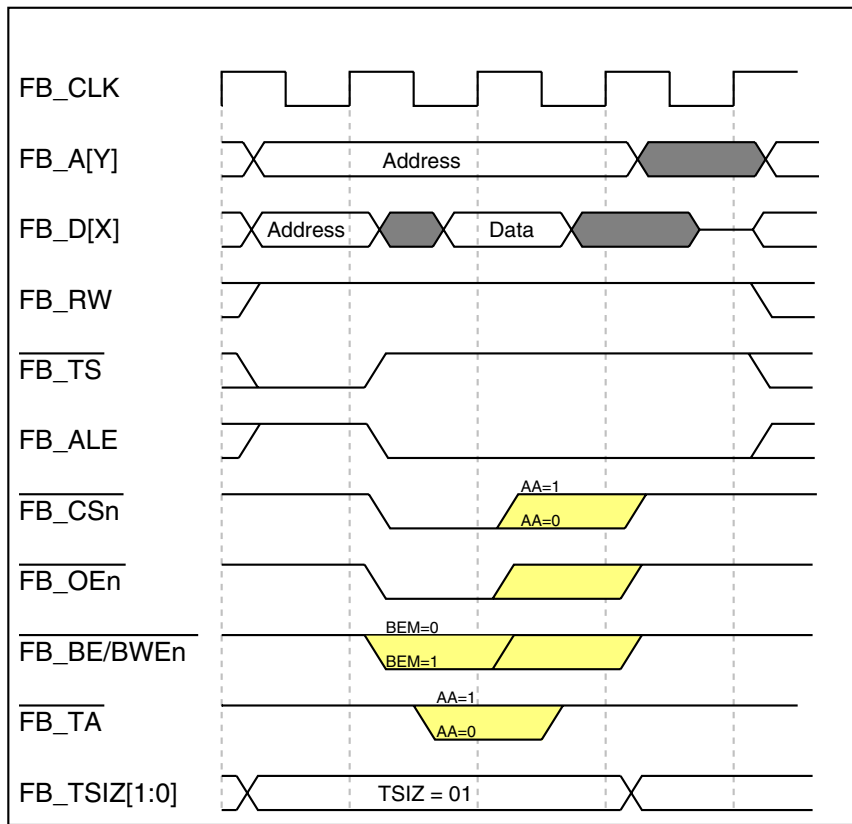 FB_CLK
FB_A[Y]
Address
FB_D[X]
Address
Data
FB_RW
FB_TS
FB_ALE
FB_CSn
AA=1
AA=0
FB_OEn
FB_BE/BWEn
BEM=0
BEM=1
FB_TA
AA=1
AA=0
FB_TSIZ[1:0]
TSIZ = 01